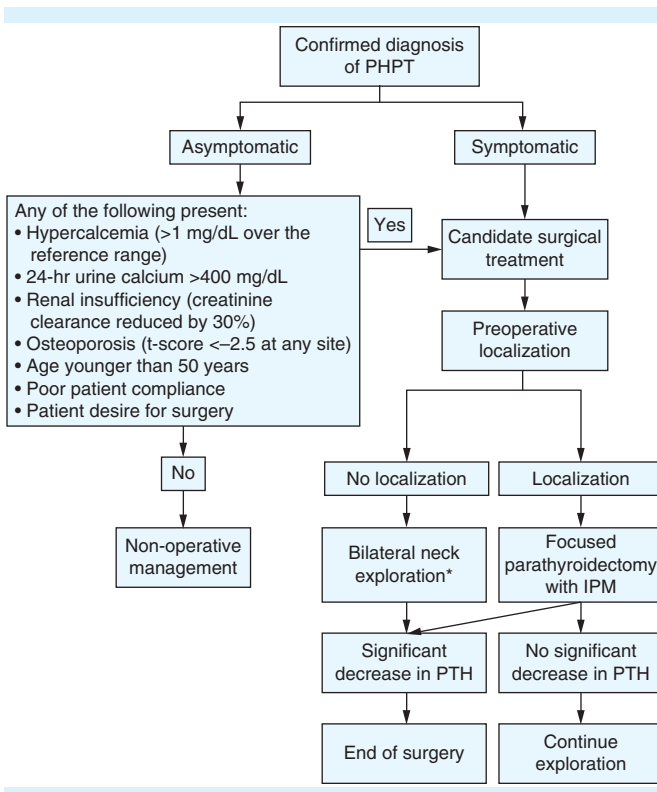 Confirmed diagnosis
of PHPT
Asymptomatic
Symptomatic
Any of the following present:
• Hypercalcemia (>1 mg/dL over the
reference range)
• 24-hr urine calcium >400 mg/dL
• Renal insufficiency (creatinine
clearance reduced by 30%)
• Osteoporosis (t-score <–2.5 at any site)
• Age younger than 50 years
• Poor patient compliance
• Patient desire for surgery
Yes
Candidate surgical
treatment
Preoperative
localization
No
No localization
Localization
Non-operative
management
Bilateral neck
exploration*
Focused
parathyroidectomy
with IPM
Significant
decrease in PTH
No significant
decrease in PTH
End of surgery
Continue
exploration